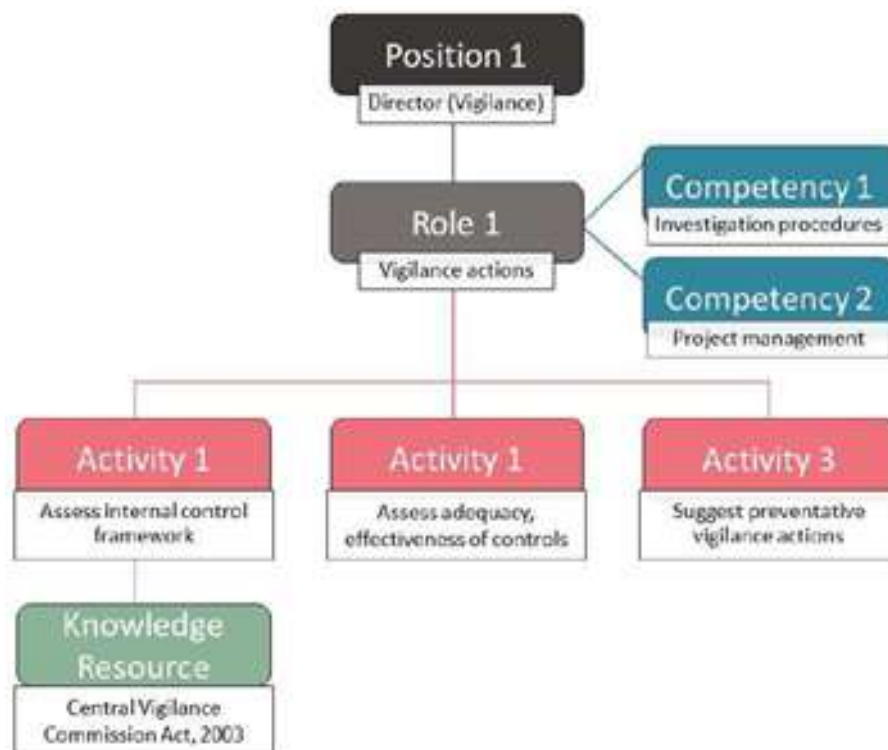 Position 1
Director (Vigilance)
Role 1
Vigilance actions
Competency 1
Investigation procedures
Competency 2
Project management
Activity 1
Assess internal control
framework
Activity 1
Assess adequacy,
effectiveness of controls
Activity 3
Suggest preventative
vigilance actions
Knowledge
Resource
Central Vigilance
Commission Act, 2003